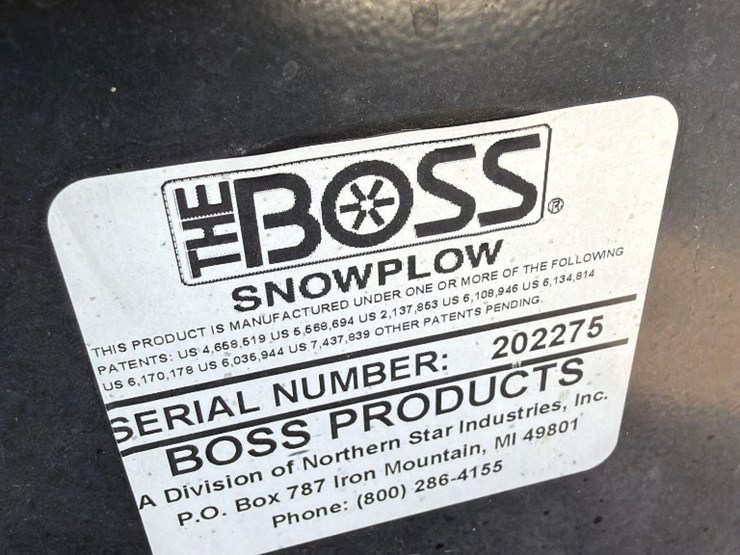 THE BOSS ®
SNOWPLOW
THIS PRODUCT IS MANUFACTURED UNDER ONE OR MORE OF THE FOLLOWING
PATENTS: US 4,658,519 US 5,568,694 US 2,137,853 US 6,108,946 US 6,134,814
US 6,170,178 US 6,035,944 US 7,437,839 OTHER PATENTS PENDING.
SERIAL NUMBER: 202275
BOSS PRODUCTS
A Division of Northern Star Industries, Inc.
P.O. Box 787 Iron Mountain, MI 49801
Phone: (800) 286-4155